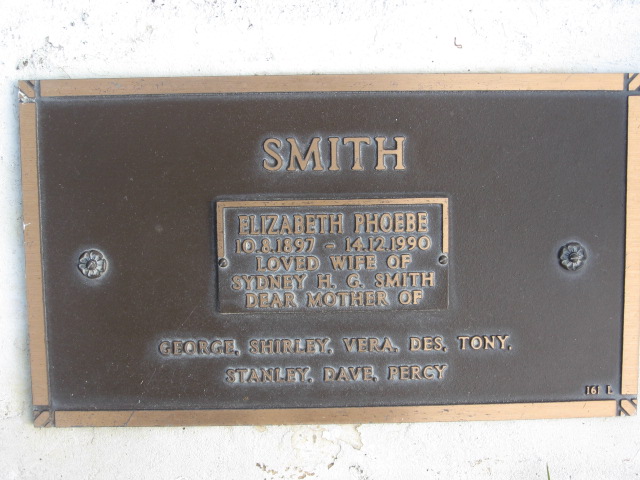 SMITH
ELIZABETH PHOEBE
10.8.1897 - 14.12.1990
LOVED WIFE OF
SYDNEY H. G. SMITH
DEAR MOTHER OF
GEORGE, SHIRLEY, VERA, DES, TONY,
STANLEY, DAVE, PERCY
161 L